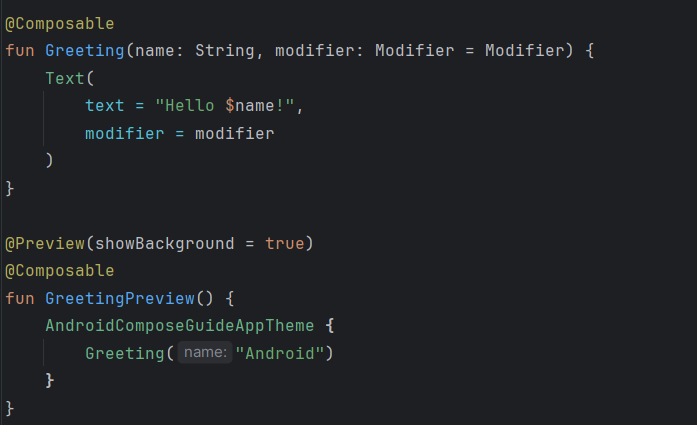 @Composable
fun Greeting(name: String, modifier: Modifier = Modifier) {
    Text(
        text = "Hello $name!",
        modifier = modifier
    )
}

@Preview(showBackground = true)
@Composable
fun GreetingPreview() {
    AndroidComposeGuideAppTheme {
        Greeting( name: "Android")
    }
}